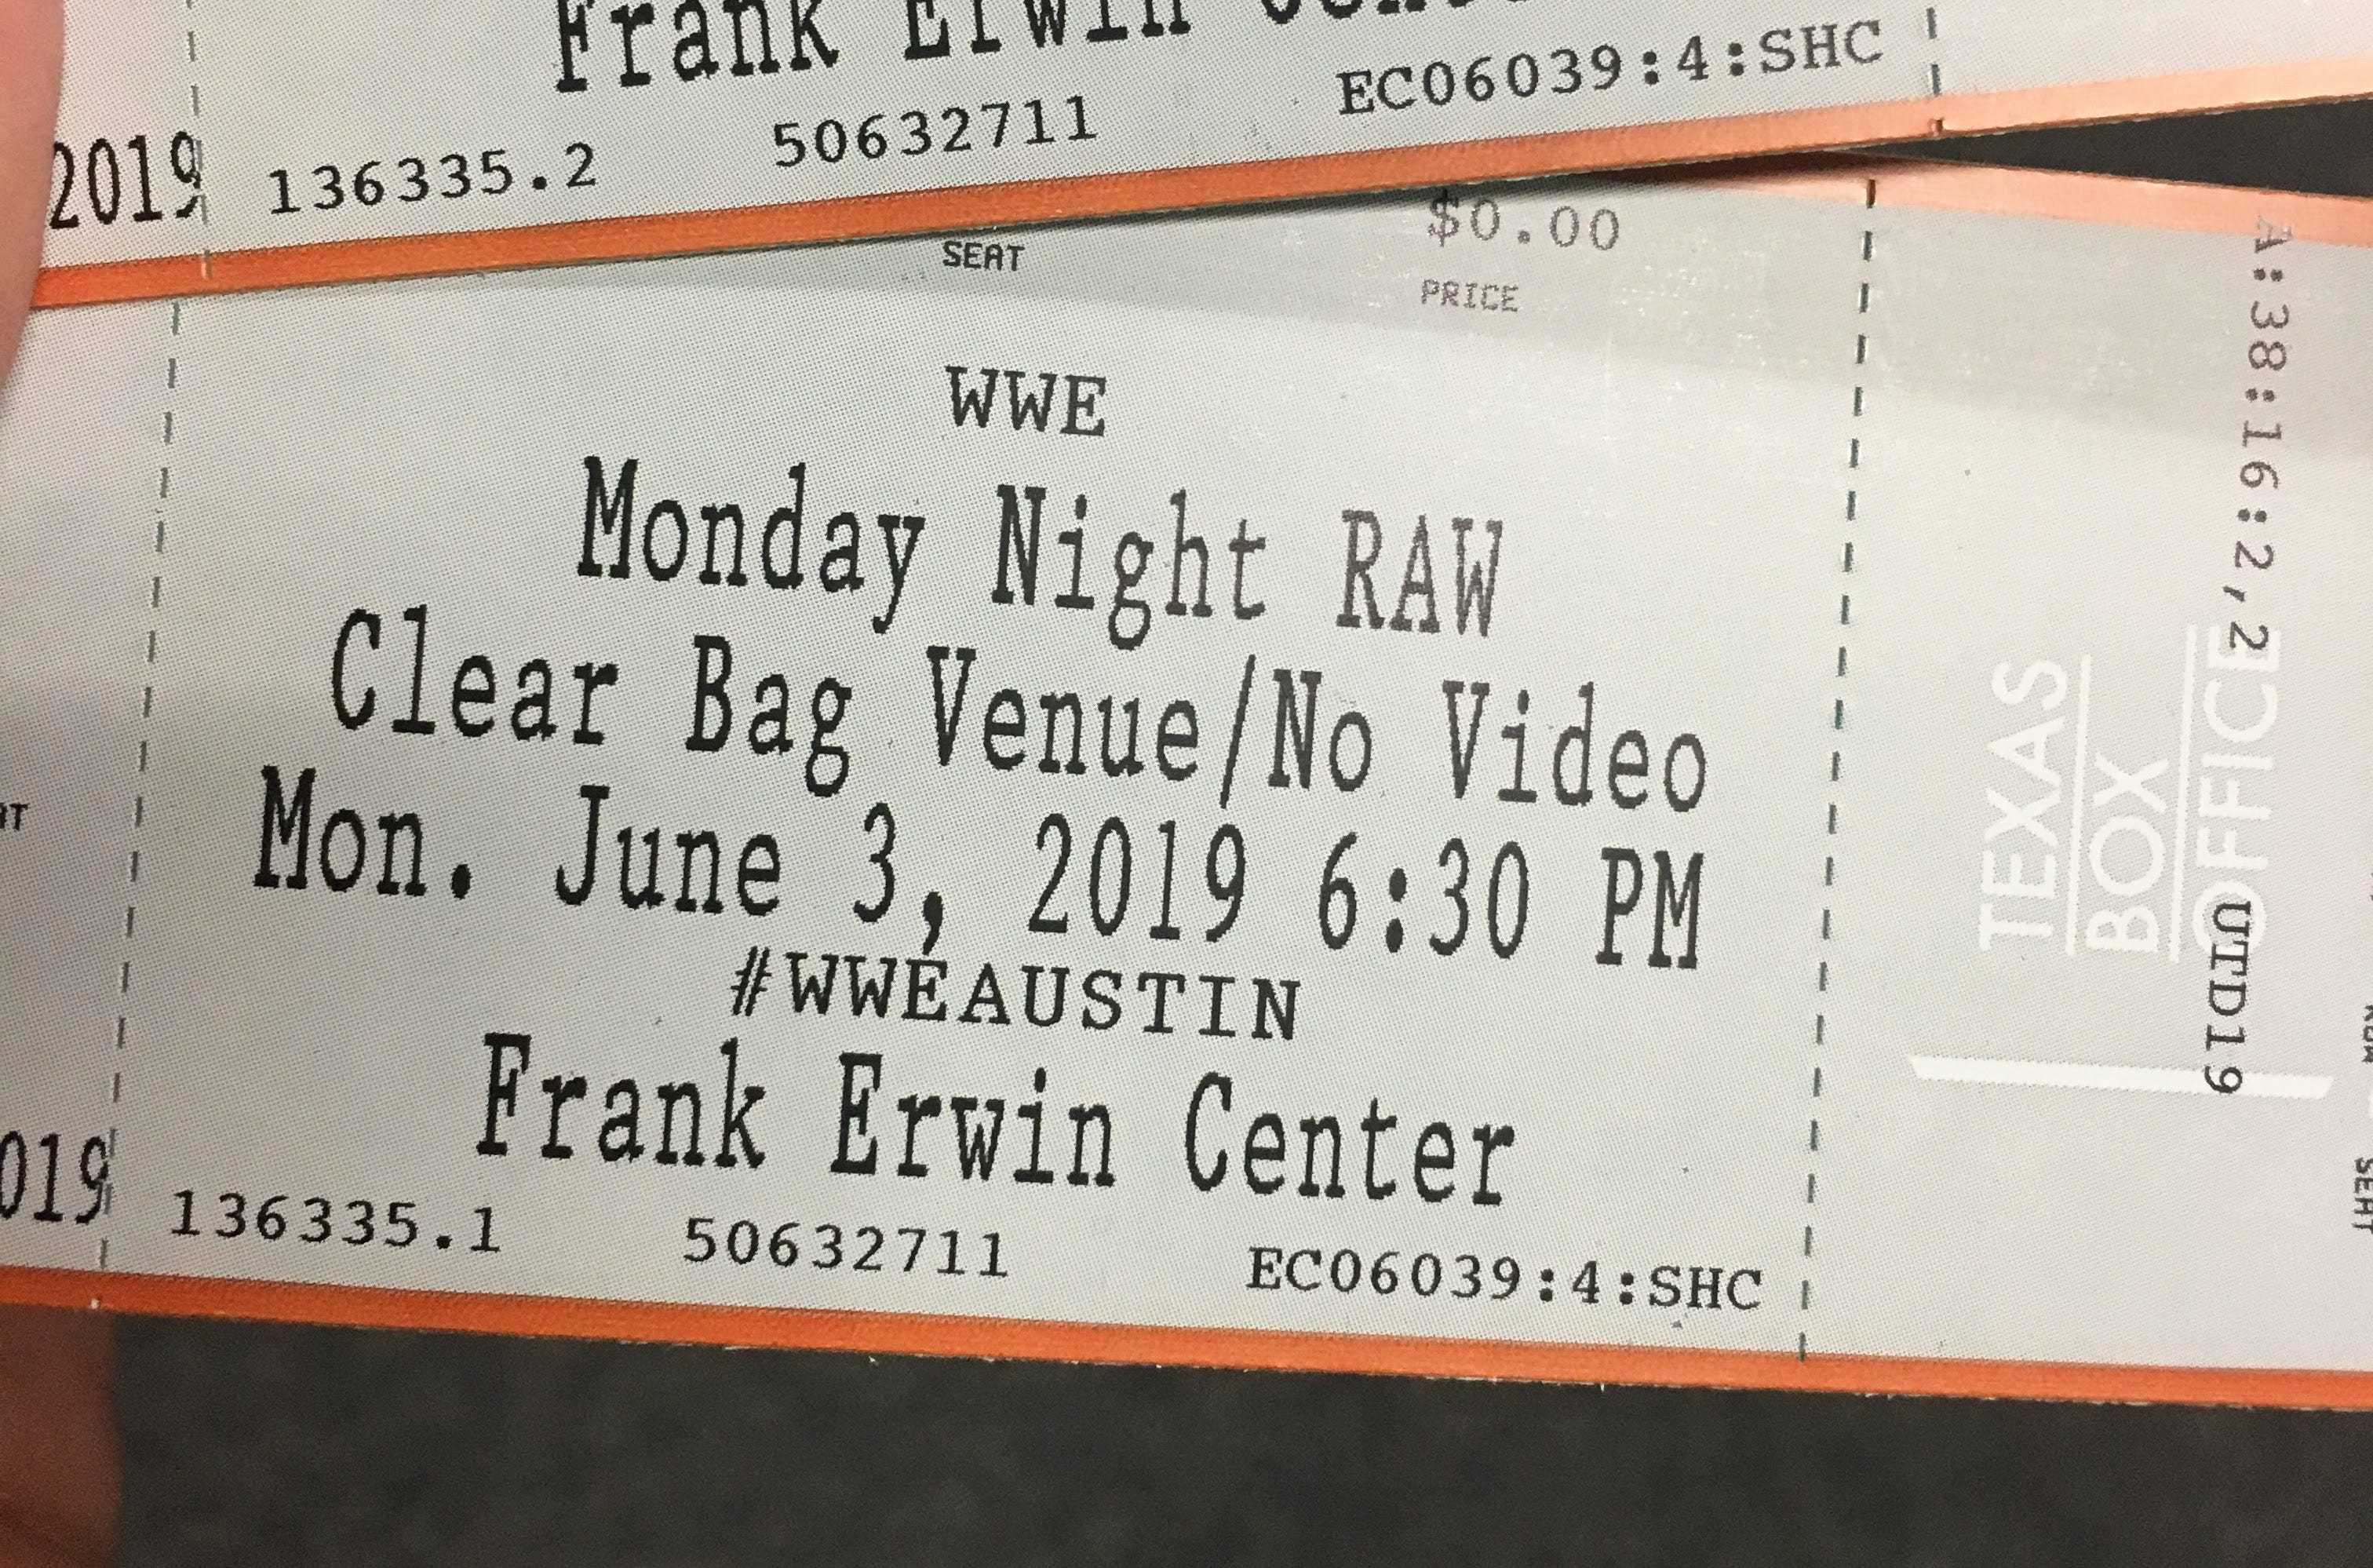 Frank Erwin
2019
136335.2 50632711 EC06039:4:SHC
SEAT
$0.00
PRICE
WWE
Monday Night RAW
Clear Bag Venue/No Video
Mon. June 3, 2019 6:30 PM
#WWEAUSTIN
Frank Erwin Center
019
136335.1 50632711 EC06039:4:SHC
A:38:16:2,2
TEXAS
BOX
OFFICE
UTD19
SEAT